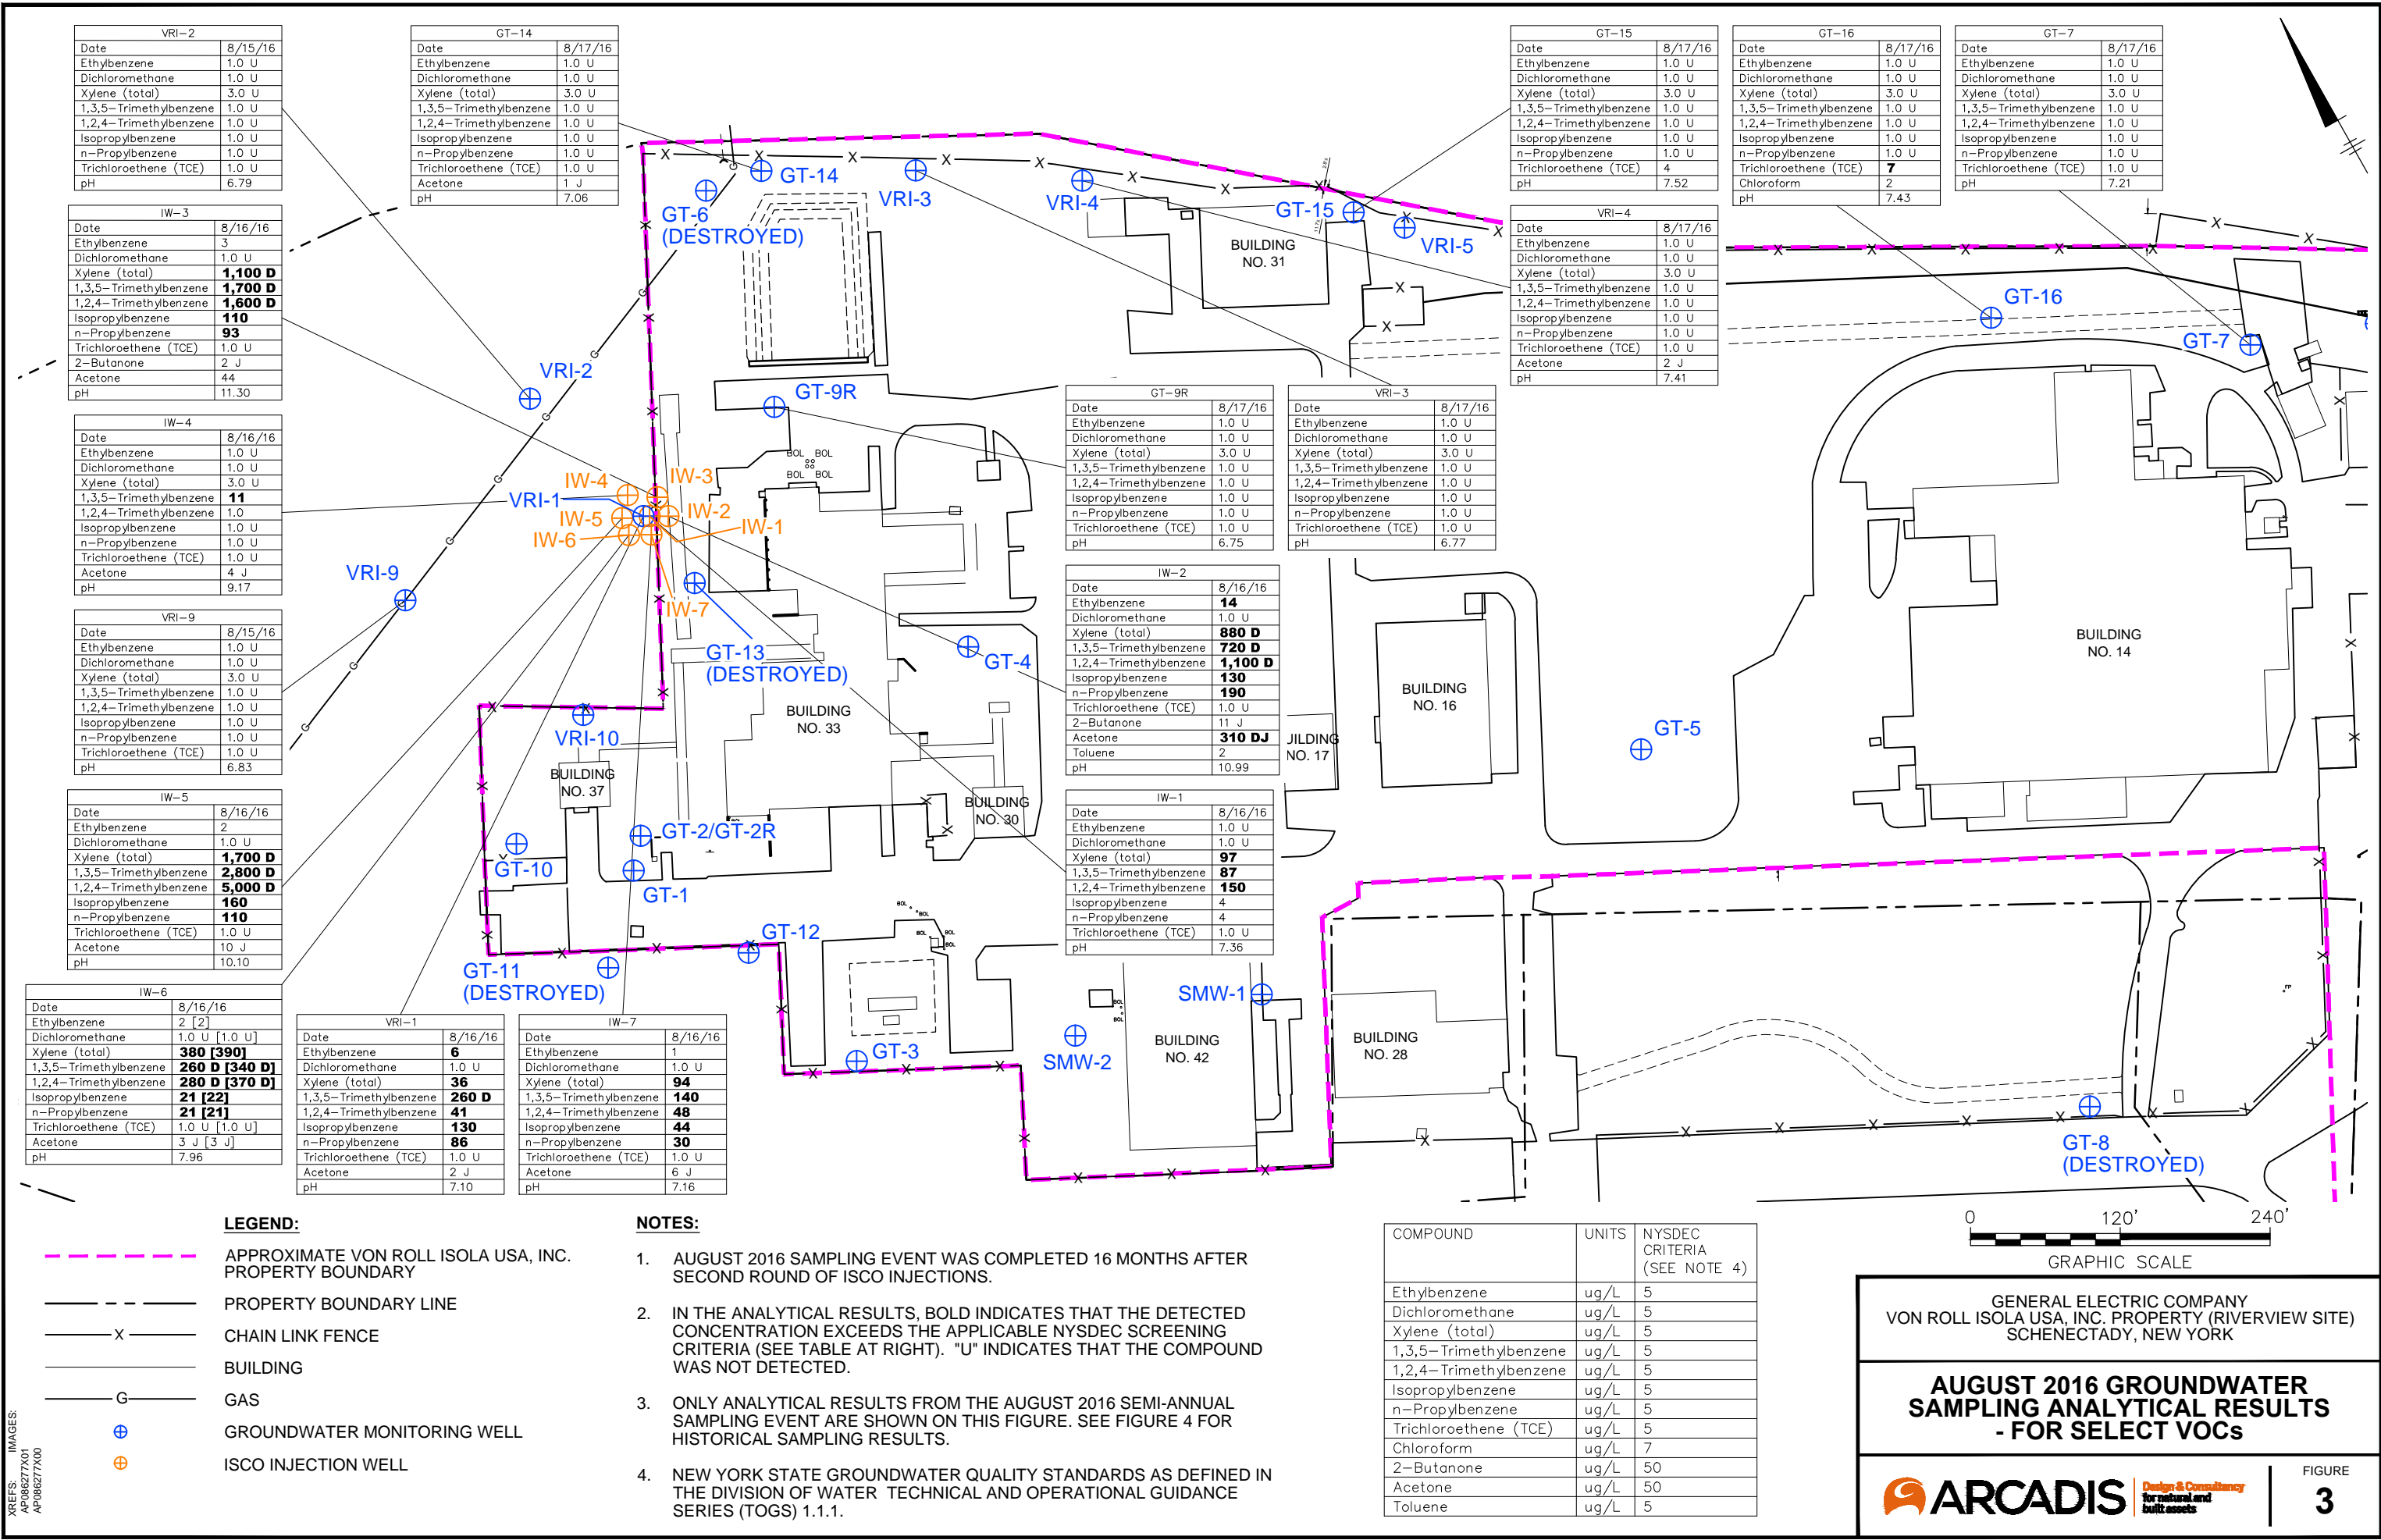 VRI-2
Date 8/15/16
Ethylbenzene 1.0 U
Dichloromethane 1.0 U
Xylene (total) 3.0 U
1,3,5-Trimethylbenzene 1.0 U
1,2,4-Trimethylbenzene 1.0 U
Isopropylbenzene 1.0 U
n-Propylbenzene 1.0 U
Trichloroethene (TCE) 1.0 U
pH 6.79
GT-14
Date 8/17/16
Ethylbenzene 1.0 U
Dichloromethane 1.0 U
Xylene (total) 3.0 U
1,3,5-Trimethylbenzene 1.0 U
1,2,4-Trimethylbenzene 1.0 U
Isopropylbenzene 1.0 U
n-Propylbenzene 1.0 U
Trichloroethene (TCE) 1.0 U
Acetone 1 J
pH 7.06
GT-15
Date 8/17/16
Ethylbenzene 1.0 U
Dichloromethane 1.0 U
Xylene (total) 3.0 U
1,3,5-Trimethylbenzene 1.0 U
1,2,4-Trimethylbenzene 1.0 U
Isopropylbenzene 1.0 U
n-Propylbenzene 1.0 U
Trichloroethene (TCE) 4
pH 7.52
GT-16
Date 8/17/16
Ethylbenzene 1.0 U
Dichloromethane 1.0 U
Xylene (total) 3.0 U
1,3,5-Trimethylbenzene 1.0 U
1,2,4-Trimethylbenzene 1.0 U
Isopropylbenzene 1.0 U
n-Propylbenzene 1.0 U
Trichloroethene (TCE) 7
Chloroform 2
pH 7.43
GT-7
Date 8/17/16
Ethylbenzene 1.0 U
Dichloromethane 1.0 U
Xylene (total) 3.0 U
1,3,5-Trimethylbenzene 1.0 U
1,2,4-Trimethylbenzene 1.0 U
Isopropylbenzene 1.0 U
n-Propylbenzene 1.0 U
Trichloroethene (TCE) 1.0 U
pH 7.21
IW-3
Date 8/16/16
Ethylbenzene 3
Dichloromethane 1.0 U
Xylene (total) 1,100 D
1,3,5-Trimethylbenzene 1,700 D
1,2,4-Trimethylbenzene 1,600 D
Isopropylbenzene 110
n-Propylbenzene 93
Trichloroethene (TCE) 1.0 U
2-Butanone 2 J
Acetone 44
pH 11.30
VRI-4
Date 8/17/16
Ethylbenzene 1.0 U
Dichloromethane 1.0 U
Xylene (total) 3.0 U
1,3,5-Trimethylbenzene 1.0 U
1,2,4-Trimethylbenzene 1.0 U
Isopropylbenzene 1.0 U
n-Propylbenzene 1.0 U
Trichloroethene (TCE) 1.0 U
Acetone 2 J
pH 7.41
IW-4
Date 8/16/16
Ethylbenzene 1.0 U
Dichloromethane 1.0 U
Xylene (total) 3.0 U
1,3,5-Trimethylbenzene 11
1,2,4-Trimethylbenzene 1.0
Isopropylbenzene 1.0 U
n-Propylbenzene 1.0 U
Trichloroethene (TCE) 1.0 U
Acetone 4 J
pH 9.17
GT-9R
Date 8/17/16
Ethylbenzene 1.0 U
Dichloromethane 1.0 U
Xylene (total) 3.0 U
1,3,5-Trimethylbenzene 1.0 U
1,2,4-Trimethylbenzene 1.0 U
Isopropylbenzene 1.0 U
n-Propylbenzene 1.0 U
Trichloroethene (TCE) 1.0 U
pH 6.75
VRI-3
Date 8/17/16
Ethylbenzene 1.0 U
Dichloromethane 1.0 U
Xylene (total) 3.0 U
1,3,5-Trimethylbenzene 1.0 U
1,2,4-Trimethylbenzene 1.0 U
Isopropylbenzene 1.0 U
n-Propylbenzene 1.0 U
Trichloroethene (TCE) 1.0 U
pH 6.77
VRI-9
Date 8/15/16
Ethylbenzene 1.0 U
Dichloromethane 1.0 U
Xylene (total) 3.0 U
1,3,5-Trimethylbenzene 1.0 U
1,2,4-Trimethylbenzene 1.0 U
Isopropylbenzene 1.0 U
n-Propylbenzene 1.0 U
Trichloroethene (TCE) 1.0 U
pH 6.83
IW-2
Date 8/16/16
Ethylbenzene 14
Dichloromethane 1.0 U
Xylene (total) 880 D
1,3,5-Trimethylbenzene 720 D
1,2,4-Trimethylbenzene 1,100 D
Isopropylbenzene 130
n-Propylbenzene 190
Trichloroethene (TCE) 1.0 U
2-Butanone 11 J
Acetone 310 DJ
Toluene 2
pH 10.99
IW-5
Date 8/16/16
Ethylbenzene 2
Dichloromethane 1.0 U
Xylene (total) 1,700 D
1,3,5-Trimethylbenzene 2,800 D
1,2,4-Trimethylbenzene 5,000 D
Isopropylbenzene 160
n-Propylbenzene 110
Trichloroethene (TCE) 1.0 U
Acetone 10 J
pH 10.10
IW-1
Date 8/16/16
Ethylbenzene 1.0 U
Dichloromethane 1.0 U
Xylene (total) 97
1,3,5-Trimethylbenzene 87
1,2,4-Trimethylbenzene 150
Isopropylbenzene 4
n-Propylbenzene 4
Trichloroethene (TCE) 1.0 U
pH 7.36
IW-6
Date 8/16/16
Ethylbenzene 2 [2]
Dichloromethane 1.0 U [1.0 U]
Xylene (total) 380 [390]
1,3,5-Trimethylbenzene 260 D [340 D]
1,2,4-Trimethylbenzene 280 D [370 D]
Isopropylbenzene 21 [22]
n-Propylbenzene 21 [21]
Trichloroethene (TCE) 1.0 U [1.0 U]
Acetone 3 J [3 J]
pH 7.96
VRI-1
Date 8/16/16
Ethylbenzene 6
Dichloromethane 1.0 U
Xylene (total) 36
1,3,5-Trimethylbenzene 260 D
1,2,4-Trimethylbenzene 41
Isopropylbenzene 130
n-Propylbenzene 86
Trichloroethene (TCE) 1.0 U
Acetone 2 J
pH 7.10
IW-7
Date 8/16/16
Ethylbenzene 1
Dichloromethane 1.0 U
Xylene (total) 94
1,3,5-Trimethylbenzene 140
1,2,4-Trimethylbenzene 48
Isopropylbenzene 44
n-Propylbenzene 30
Trichloroethene (TCE) 1.0 U
Acetone 6 J
pH 7.16
GT-14
GT-6
(DESTROYED)
VRI-3
VRI-4
GT-15
VRI-5
BUILDING
NO. 31
GT-16
GT-7
VRI-2
GT-9R
BOL BOL
BOL BOL
IW-4
IW-3
VRI-1
IW-5
IW-2
IW-6
IW-1
VRI-9
IW-7
GT-13
(DESTROYED)
GT-4
BUILDING
NO. 14
BUILDING
NO. 16
BUILDING
NO. 33
UILDING
NO. 17
GT-5
VRI-10
BUILDING
NO. 37
BUILDING
NO. 30
GT-2/GT-2R
GT-10
GT-1
GT-12
BOL
BOL
BOL
BOL
BOL
GT-11
(DESTROYED)
GT-3
SMW-1
SMW-2
BOL
BOL
BUILDING
NO. 42
BUILDING
NO. 28
FP
GT-8
(DESTROYED)
LEGEND:
APPROXIMATE VON ROLL ISOLA USA, INC.
PROPERTY BOUNDARY
PROPERTY BOUNDARY LINE
X CHAIN LINK FENCE
BUILDING
G GAS
GROUNDWATER MONITORING WELL
ISCO INJECTION WELL
NOTES:
1. AUGUST 2016 SAMPLING EVENT WAS COMPLETED 16 MONTHS AFTER
SECOND ROUND OF ISCO INJECTIONS.
2. IN THE ANALYTICAL RESULTS, BOLD INDICATES THAT THE DETECTED
CONCENTRATION EXCEEDS THE APPLICABLE NYSDEC SCREENING
CRITERIA (SEE TABLE AT RIGHT). "U" INDICATES THAT THE COMPOUND
WAS NOT DETECTED.
3. ONLY ANALYTICAL RESULTS FROM THE AUGUST 2016 SEMI-ANNUAL
SAMPLING EVENT ARE SHOWN ON THIS FIGURE. SEE FIGURE 4 FOR
HISTORICAL SAMPLING RESULTS.
4. NEW YORK STATE GROUNDWATER QUALITY STANDARDS AS DEFINED IN
THE DIVISION OF WATER TECHNICAL AND OPERATIONAL GUIDANCE
SERIES (TOGS) 1.1.1.
COMPOUND UNITS NYSDEC
CRITERIA
(SEE NOTE 4)
Ethylbenzene ug/L 5
Dichloromethane ug/L 5
Xylene (total) ug/L 5
1,3,5-Trimethylbenzene ug/L 5
1,2,4-Trimethylbenzene ug/L 5
Isopropylbenzene ug/L 5
n-Propylbenzene ug/L 5
Trichloroethene (TCE) ug/L 5
Chloroform ug/L 7
2-Butanone ug/L 50
Acetone ug/L 50
Toluene ug/L 5
0 120' 240'
GRAPHIC SCALE
GENERAL ELECTRIC COMPANY
VON ROLL ISOLA USA, INC. PROPERTY (RIVERVIEW SITE)
SCHENECTADY, NEW YORK
AUGUST 2016 GROUNDWATER
SAMPLING ANALYTICAL RESULTS
- FOR SELECT VOCs
ARCADIS
Design & Consultancy
for natural and
built assets
FIGURE
3
XREFS: IMAGES:
AP086277X01
AP086277X00